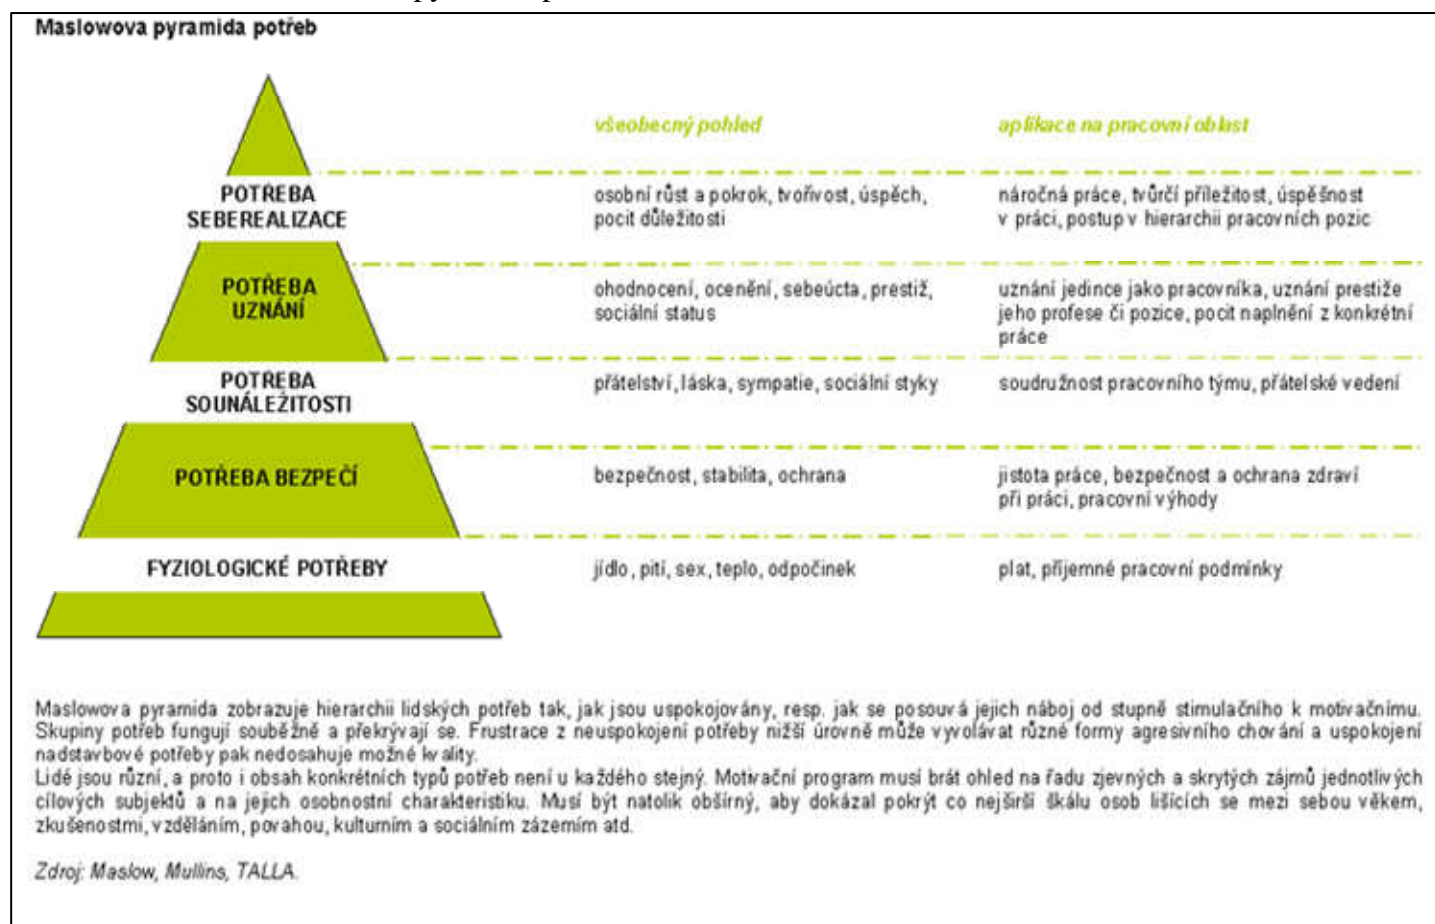 Maslowova pyramida potřeb
všeobecný pohled
aplikace na pracovní oblast
POTŘEBA
SEBEREALIZACE
osobní růst a pokrok, tvořivost, úspěch,
pocit důležitosti
náročná práce, tvůrčí příležitost, úspěšnost
v práci, postup v hierarchii pracovních pozic
POTŘEBA
UZNÁNÍ
ohodnocení, ocenění, sebeúcta, prestiž,
sociální status
uznání jedince jako pracovníka, uznání prestiže
jeho profese či pozice, pocit naplnění z konkrétní
práce
POTŘEBA
SOUNÁLEŽITOSTI
přátelství, láska, sympatie, sociální styky
soudružnost pracovního týmu, přátelské vedení
POTŘEBA BEZPEČÍ
bezpečnost, stabilita, ochrana
jistota práce, bezpečnost a ochrana zdraví
při práci, pracovní výhody
FYZIOLOGICKÉ POTŘEBY
jídlo, pití, sex, teplo, odpočinek
plat, příjemné pracovní podmínky
Maslowova pyramida zobrazuje hierarchii lidských potřeb tak, jak jsou uspokojovány, resp. jak se posouvá jejich náboj od stupně stimulačního k motivačnímu.
Skupiny potřeb fungují souběžně a překrývají se. Frustrace z neuspokojení potřeby nižší úrovně může vyvolávat různé formy agresivního chování a uspokojení
nadstavbové potřeby pak nedosahuje možné kvality.
Lidé jsou různí, a proto i obsah konkrétních typů potřeb není u každého stejný. Motivační program musí brát ohled na řadu zjevných a skrytých zájmů jednotlivých
cílových subjektů a na jejich osobnostní charakteristiku. Musí být natolik obšírný, aby dokázal pokrýt co nejširší škálu osob lišících se mezi sebou věkem,
zkušenostmi, vzděláním, povahou, kulturním a sociálním zázemím atd.
Zdroj: Maslow, Mullins, TALLA.